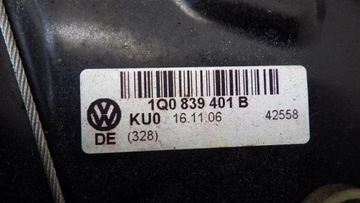 1Q0 839 401 B
KU0 16.11.06 42558
DE (328)